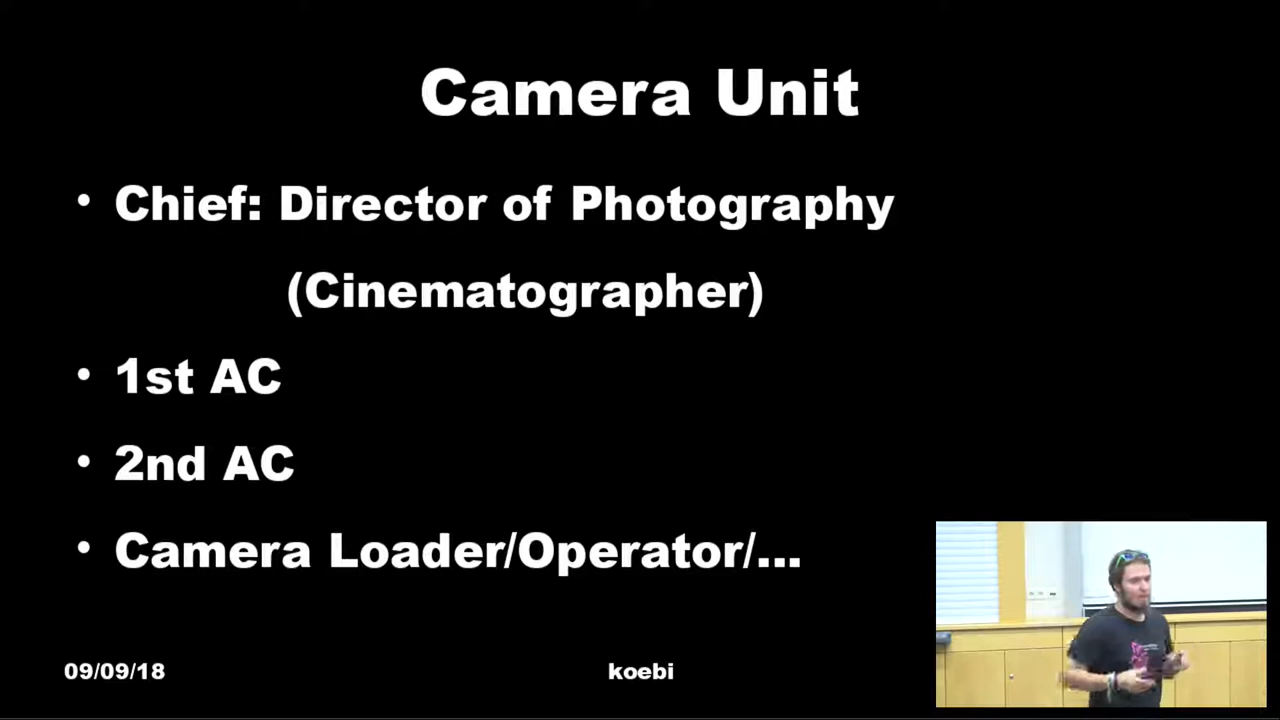 Camera Unit
• Chief: Director of Photography
(Cinematographer)
• 1st AC
• 2nd AC
• Camera Loader/Operator/...
09/09/18
koebi